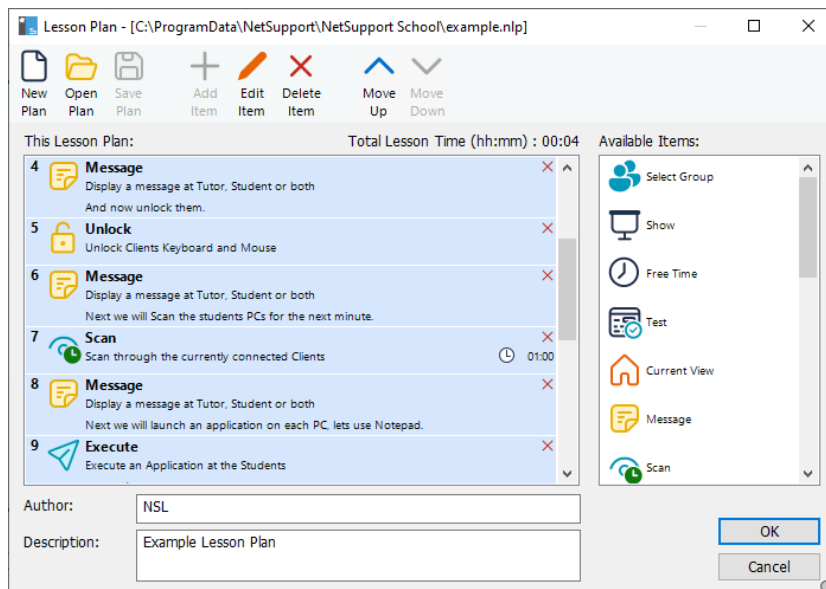 Lesson Plan - [C:\ProgramData\NetSupport\NetSupport School\example.nlp]
New Plan
Open Plan
Save Plan
Add Item
Edit Item
Delete Item
Move Up
Move Down
This Lesson Plan:
Total Lesson Time (hh:mm) : 00:04
Available Items:
4 Message
Display a message at Tutor, Student or both
And now unlock them.
5 Unlock
Unlock Clients Keyboard and Mouse
6 Message
Display a message at Tutor, Student or both
Next we will Scan the students PCs for the next minute.
7 Scan
Scan through the currently connected Clients 01:00
8 Message
Display a message at Tutor, Student or both
Next we will launch an application on each PC, lets use Notepad.
9 Execute
Execute an Application at the Students
Select Group
Show
Free Time
Test
Current View
Message
Scan
Author: NSL
Description: Example Lesson Plan
OK
Cancel